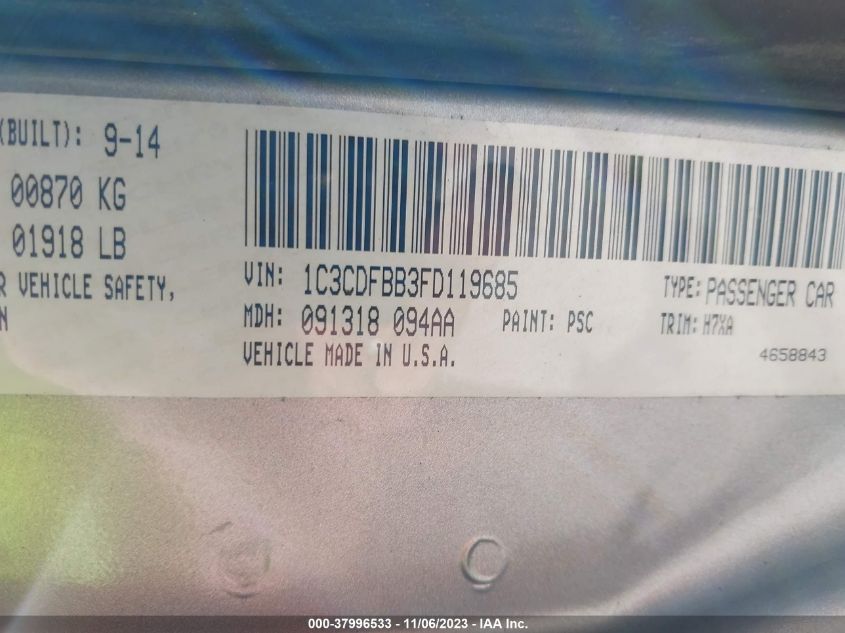 (BUILT): 9-14
00870 KG
01918 LB
R VEHICLE SAFETY,
N
VIN: 1C3CDFBB3FD119685
TYPE: PASSENGER CAR
MDH: 091318 094AA
PAINT: PSC
TRIM: H7XA
VEHICLE MADE IN U.S.A.
4658843
000-37996533 - 11/06/2023 - IAA Inc.